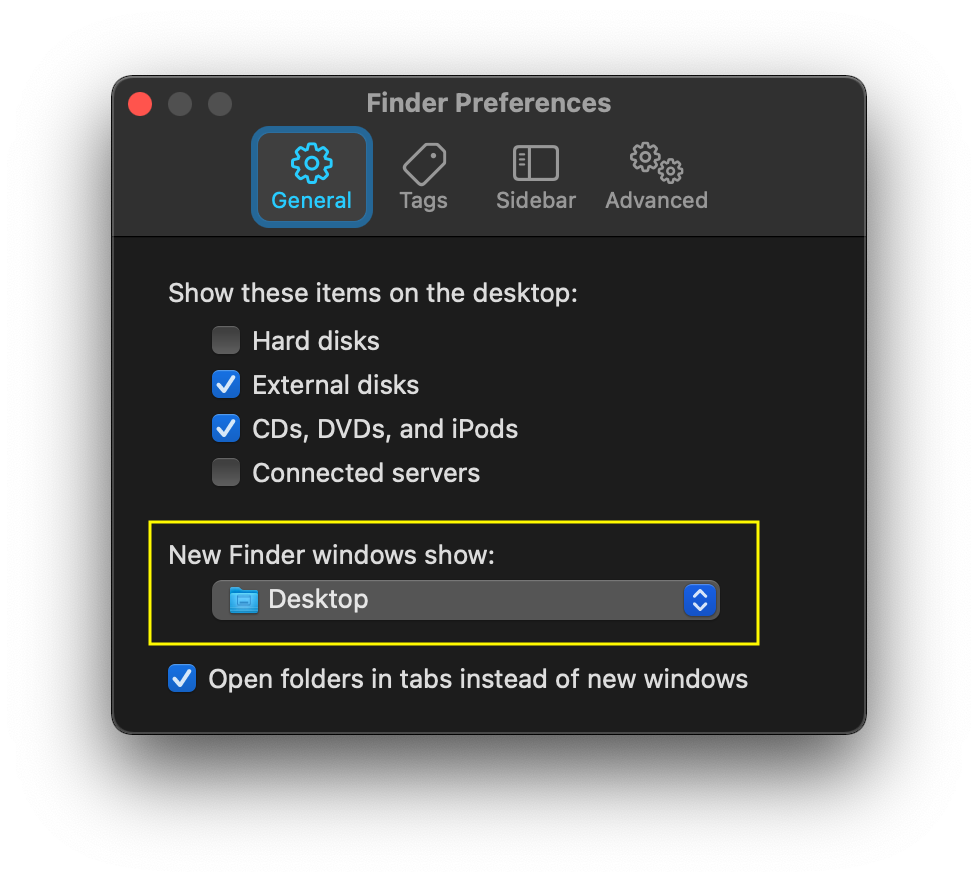 Finder Preferences
General Tags Sidebar Advanced
Show these items on the desktop:
Hard disks
External disks
CDs, DVDs, and iPods
Connected servers
New Finder windows show:
Desktop
Open folders in tabs instead of new windows